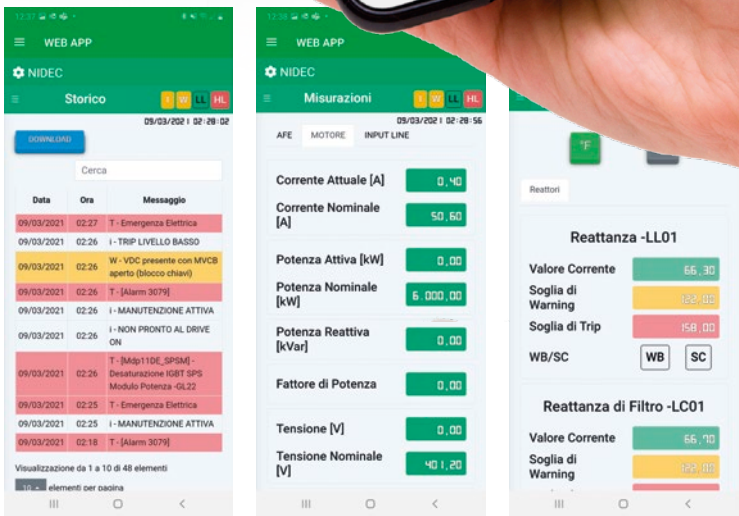 12:37
WEB APP
NIDEC
Storico
T W LL HL
09/03/2021 02:28:02
DOWNLOAD
Cerca
Data Ora Messaggio
09/03/2021 02:27 T - Emergenza Elettrica
09/03/2021 02:26 i - TRIP LIVELLO BASSO
09/03/2021 02:26 W - VDC presente con MVCB
aperto (blocco chiavi)
09/03/2021 02:26 T - [Alarm 3079]
09/03/2021 02:26 i - MANUTENZIONE ATTIVA
09/03/2021 02:26 i - NON PRONTO AL DRIVE
ON
09/03/2021 02:26 T - [Mdp11DE_SPSM] -
Desaturazione IGBT SPS
Modulo Potenza -GL22
09/03/2021 02:25 T - Emergenza Elettrica
09/03/2021 02:25 i - MANUTENZIONE ATTIVA
09/03/2021 02:18 T - [Alarm 3079]
Visualizzazione da 1 a 10 di 48 elementi
10 elementi per pagina
12:38
WEB APP
NIDEC
Misurazioni
T W LL HL
09/03/2021 02:28:56
AFE MOTORE INPUT LINE
Corrente Attuale [A] 0,40
Corrente Nominale
[A] 50,60
Potenza Attiva [kW] 0,00
Potenza Nominale
[kW] 6.000,00
Potenza Reattiva
[kVar] 0,00
Fattore di Potenza 0,00
Tensione [V] 0,00
Tensione Nominale
[V] 401,20
°F
Reattori
Reattanza -LL01
Valore Corrente 66,30
Soglia di
Warning 122,00
Soglia di Trip 158,00
WB/SC WB SC
Reattanza di Filtro -LC01
Valore Corrente 66,70
Soglia di
Warning 122,00